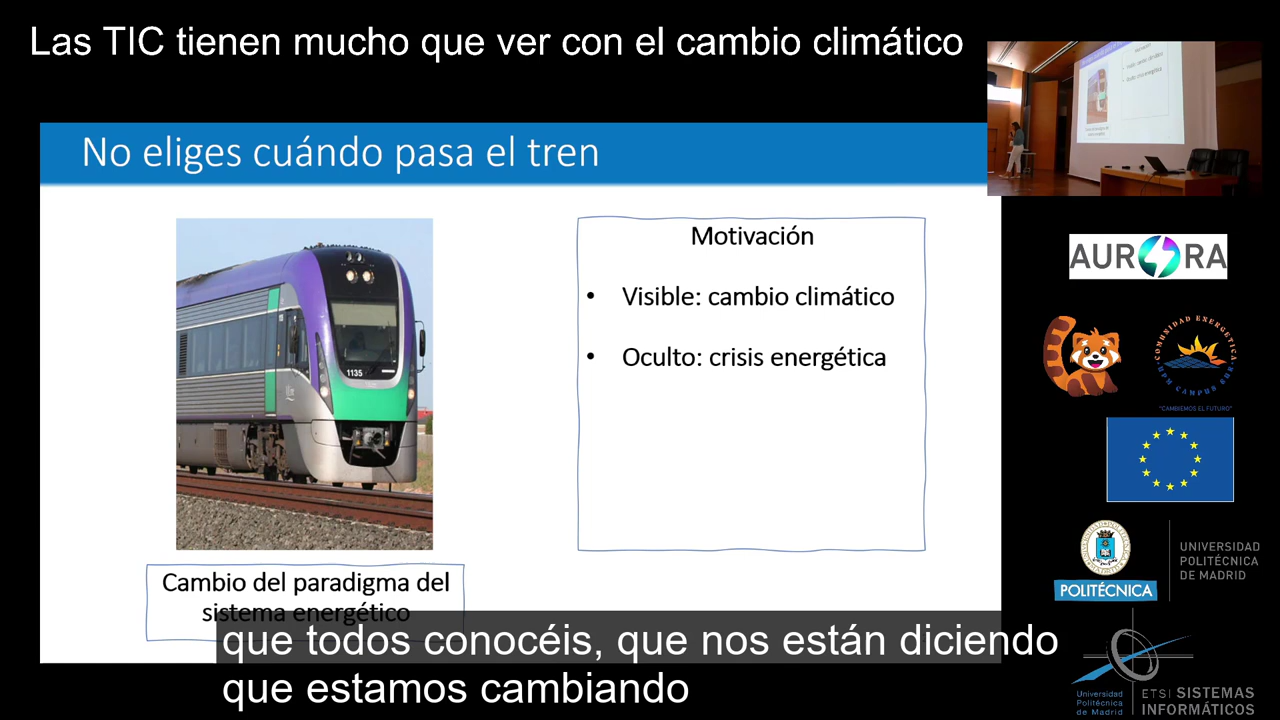 Las TIC tienen mucho que ver con el cambio climático
No eliges cuándo pasa el tren
1135
Motivación
• Visible: cambio climático
• Oculto: crisis energética
Cambio del paradigma del
sistema energético
que todos conocéis, que nos están diciendo
que estamos cambiando
AURORA
COMUNIDAD ENERGÉTICA
UPM CAMPUS SUR
"CAMBIEMOS EL FUTURO"
POLITÉCNICA
UNIVERSIDAD
POLITÉCNICA
DE MADRID
Universidad
Politécnica
de Madrid
ETSI SISTEMAS
INFORMÁTICOS